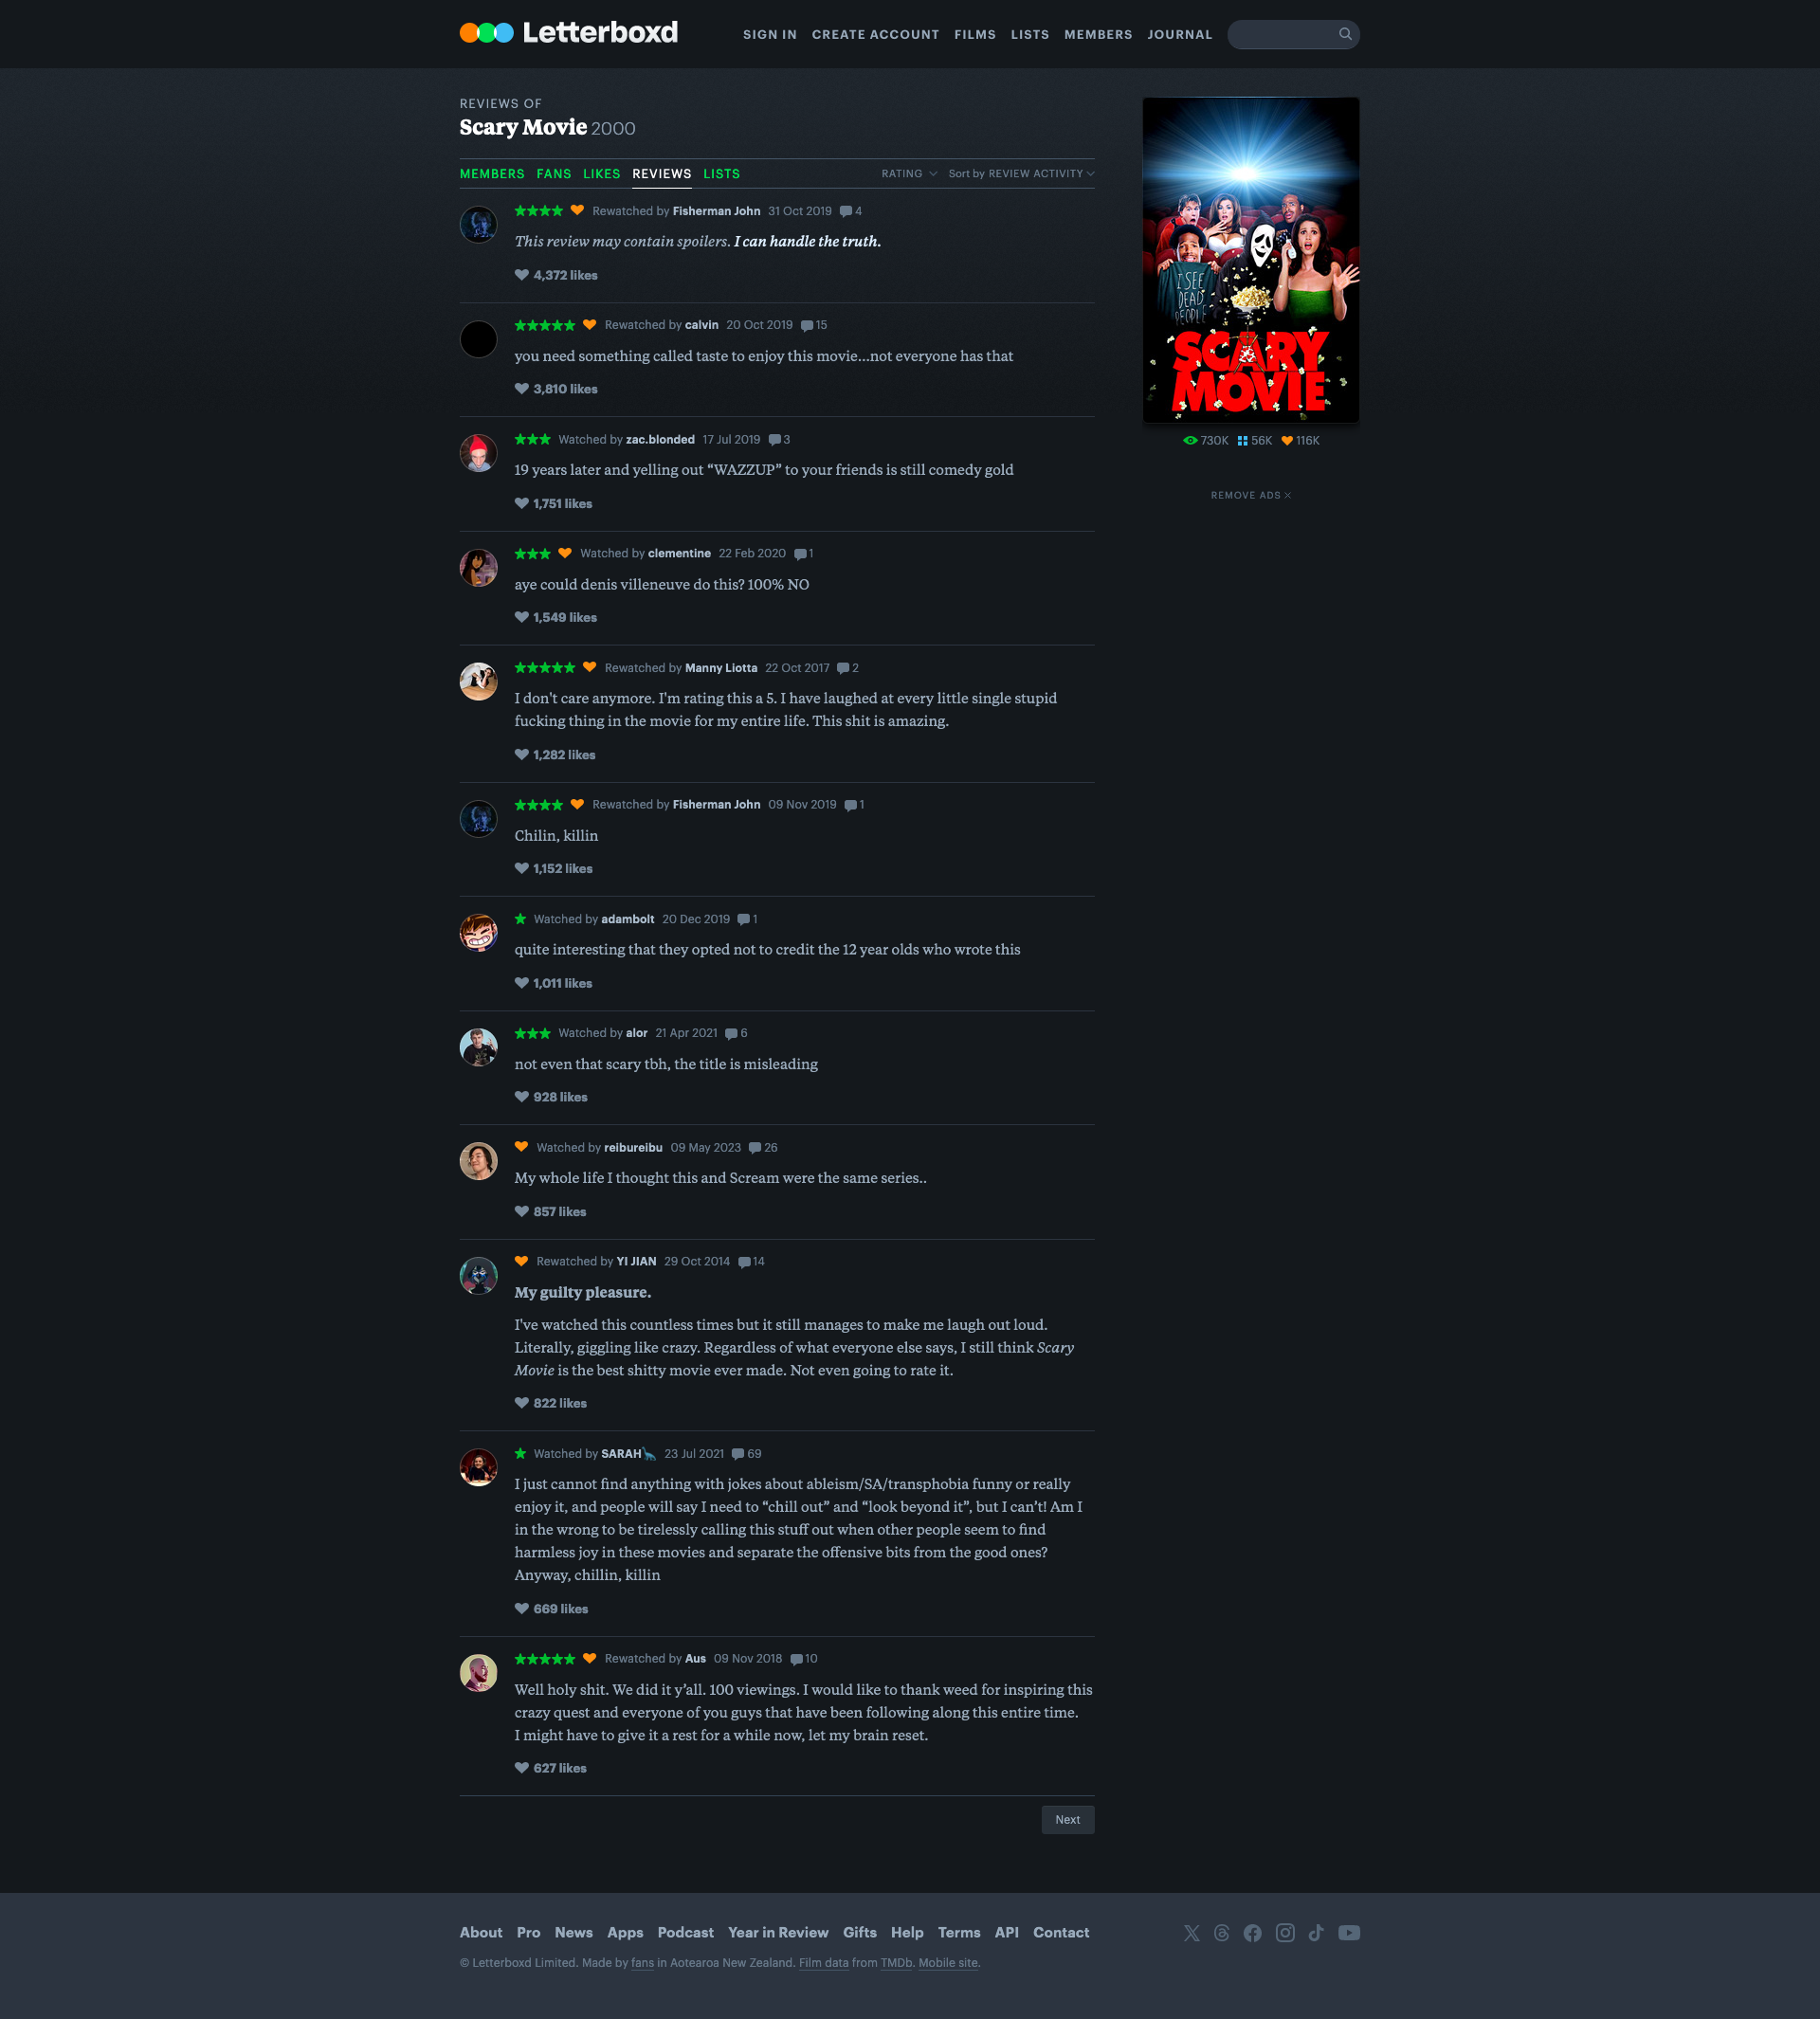 Letterboxd
SIGN IN CREATE ACCOUNT FILMS LISTS MEMBERS JOURNAL
REVIEWS OF
Scary Movie 2000
MEMBERS FANS LIKES REVIEWS LISTS RATING Sort by REVIEW ACTIVITY
Rewatched by Fisherman John 31 Oct 2019 4
This review may contain spoilers. I can handle the truth.
4,372 likes
Rewatched by calvin 20 Oct 2019 15
you need something called taste to enjoy this movie...not everyone has that
3,810 likes
Watched by zac.blonded 17 Jul 2019 3
19 years later and yelling out “WAZZUP” to your friends is still comedy gold
1,751 likes
Watched by clementine 22 Feb 2020 1
aye could denis villeneuve do this? 100% NO
1,549 likes
Rewatched by Manny Liotta 22 Oct 2017 2
I don't care anymore. I'm rating this a 5. I have laughed at every little single stupid
fucking thing in the movie for my entire life. This shit is amazing.
1,282 likes
Rewatched by Fisherman John 09 Nov 2019 1
Chilin, killin
1,152 likes
Watched by adambolt 20 Dec 2019 1
quite interesting that they opted not to credit the 12 year olds who wrote this
1,011 likes
Watched by alor 21 Apr 2021 6
not even that scary tbh, the title is misleading
928 likes
Watched by reibureibu 09 May 2023 26
My whole life I thought this and Scream were the same series..
857 likes
Rewatched by YI JIAN 29 Oct 2014 14
My guilty pleasure.
I've watched this countless times but it still manages to make me laugh out loud.
Literally, giggling like crazy. Regardless of what everyone else says, I still think Scary
Movie is the best shitty movie ever made. Not even going to rate it.
822 likes
Watched by SARAH🦕 23 Jul 2021 69
I just cannot find anything with jokes about ableism/SA/transphobia funny or really
enjoy it, and people will say I need to “chill out” and “look beyond it”, but I can’t! Am I
in the wrong to be tirelessly calling this stuff out when other people seem to find
harmless joy in these movies and separate the offensive bits from the good ones?
Anyway, chillin, killin
669 likes
Rewatched by Aus 09 Nov 2018 10
Well holy shit. We did it y’all. 100 viewings. I would like to thank weed for inspiring this
crazy quest and everyone of you guys that have been following along this entire time.
I might have to give it a rest for a while now, let my brain reset.
627 likes
Next
I SEE
DEAD
PEOPLE
SCARY
MOVIE
730K 56K 116K
REMOVE ADS
About Pro News Apps Podcast Year in Review Gifts Help Terms API Contact
© Letterboxd Limited. Made by fans in Aotearoa New Zealand. Film data from TMDb. Mobile site.